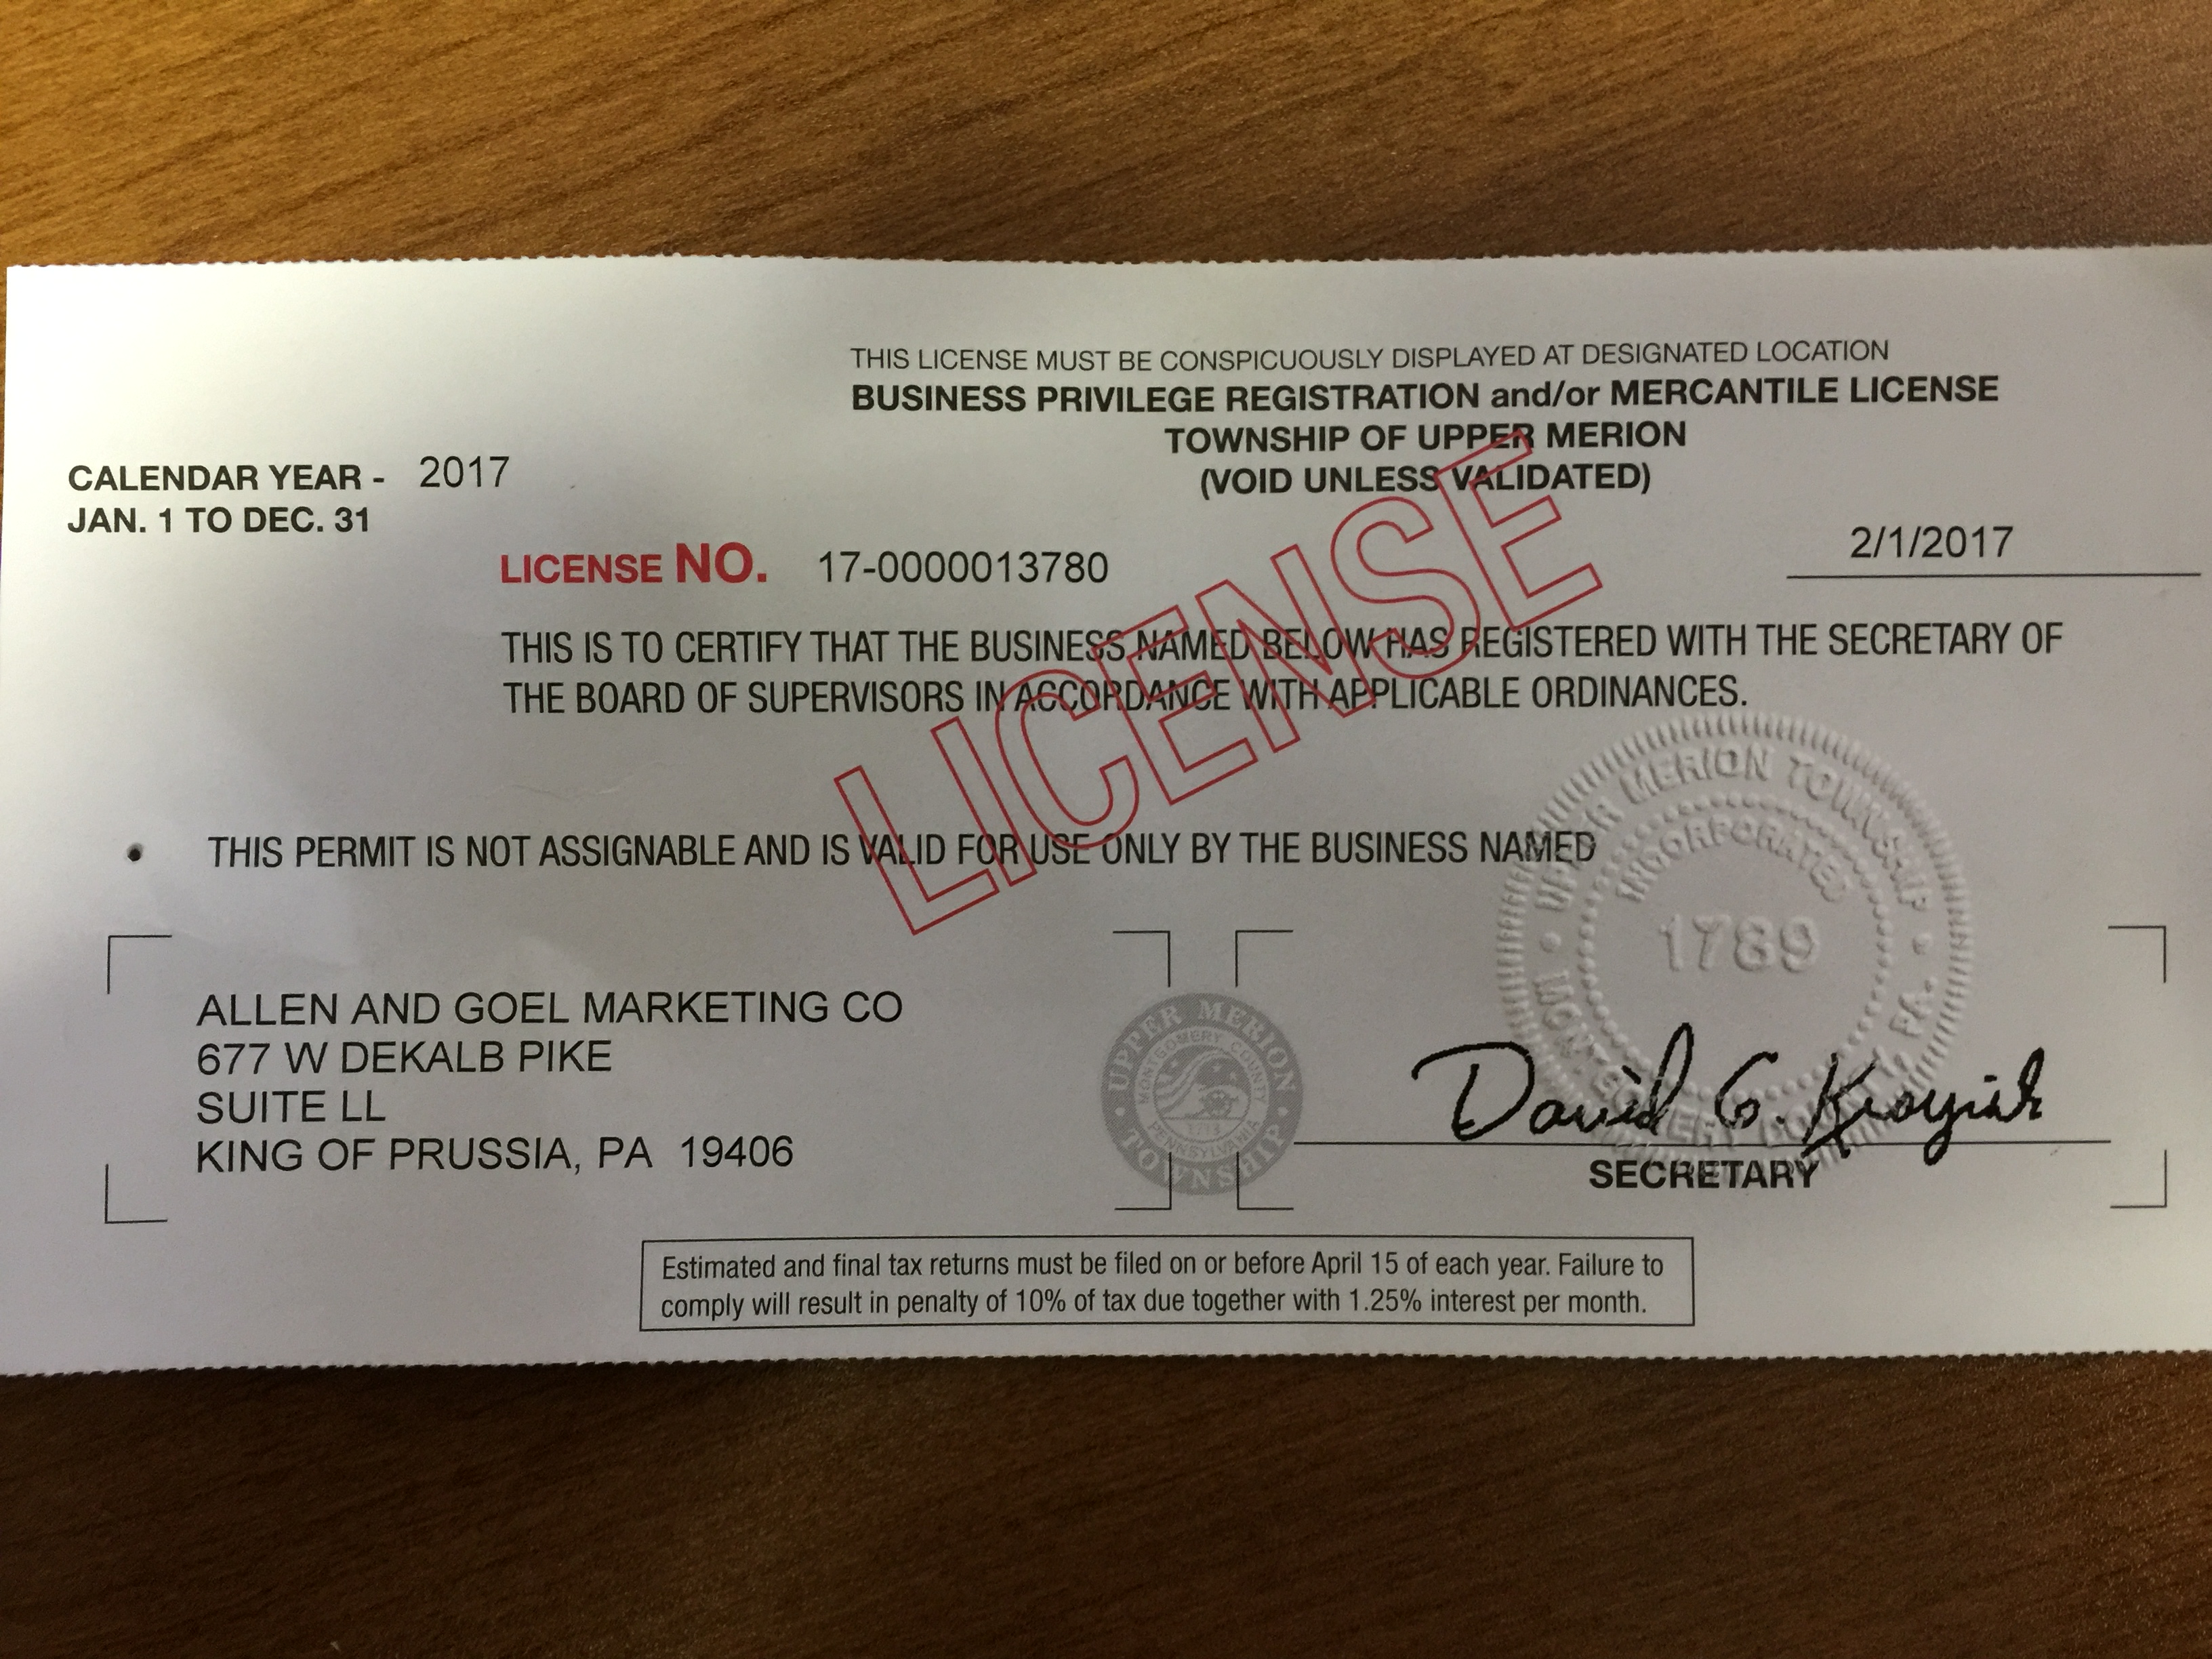 THIS LICENSE MUST BE CONSPICUOUSLY DISPLAYED AT DESIGNATED LOCATION
BUSINESS PRIVILEGE REGISTRATION and/or MERCANTILE LICENSE
TOWNSHIP OF UPPER MERION
(VOID UNLESS VALIDATED)
CALENDAR YEAR - 2017
JAN. 1 TO DEC. 31
2/1/2017
LICENSE NO. 17-000013780
THIS IS TO CERTIFY THAT THE BUSINESS NAMED BELOW HAS REGISTERED WITH THE SECRETARY OF
THE BOARD OF SUPERVISORS IN ACCORDANCE WITH APPLICABLE ORDINANCES.
LICENSE
• THIS PERMIT IS NOT ASSIGNABLE AND IS VALID FOR USE ONLY BY THE BUSINESS NAMED
ALLEN AND GOEL MARKETING CO
677 W DEKALB PIKE
SUITE LL
KING OF PRUSSIA, PA 19406
UPPER MERION TOWNSHIP
MONTGOMERY COUNTY
PENNSYLVANIA
UPPER MERION
INCORPORATED
1769
David G.
SECRETARY
Estimated and final tax returns must be filed on or before April 15 of each year. Failure to
comply will result in penalty of 10% of tax due together with 1.25% interest per month.